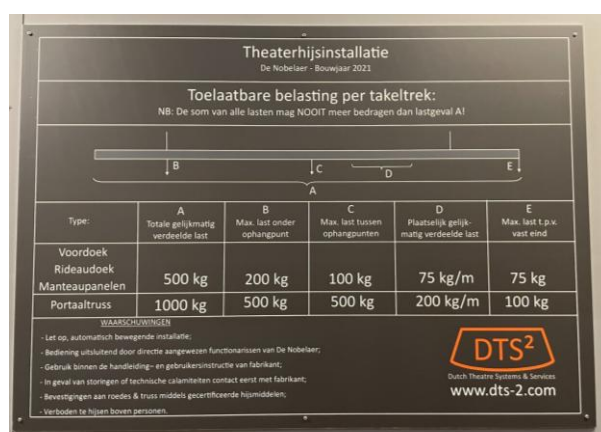 Theaterhijsinstallatie
De Nobelaer - Bouwjaar 2021
Toelaatbare belasting per takeltrek:
NB: De som van alle lasten mag NOOIT meer bedragen dan lastgeval A!
B
C
D
E
A
Type:
A
Totale gelijkmatig
verdeelde last
B
Max. last onder
ophangpunt
C
Max. last tussen
ophangpunten
D
Plaatselijk gelijk-
matig verdeelde last
E
Max. last t.p.v.
vast eind
Voordoek
Rideaudoek
Manteaupanelen
500 kg
200 kg
100 kg
75 kg/m
75 kg
Portaaltruss
1000 kg
500 kg
500 kg
200 kg/m
100 kg
WAARSCHUWINGEN
- Let op, automatisch bewegende installatie;
- Bediening uitsluitend door directie aangewezen functionarissen van De Nobelaer;
- Gebruik binnen de handleiding– en gebruikersinstructie van fabrikant;
- In geval van storingen of technische calamiteiten contact eerst met fabrikant;
- Bevestigingen aan roedes & truss middels gecertificeerde hijsmiddelen;
- Verboden te hijsen boven personen.
DTS²
Dutch Theatre Systems & Services
www.dts-2.com